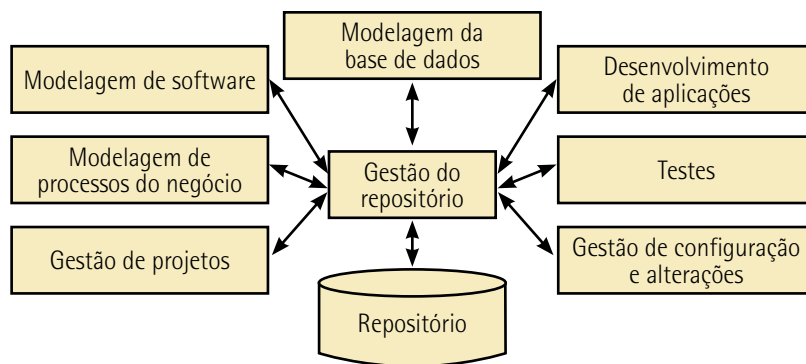 Modelagem da
base de dados
Modelagem de software
Desenvolvimento
de aplicações
Modelagem de
processos do negócio
Gestão do
repositório
Testes
Gestão de projetos
Gestão de configuração
e alterações
Repositório